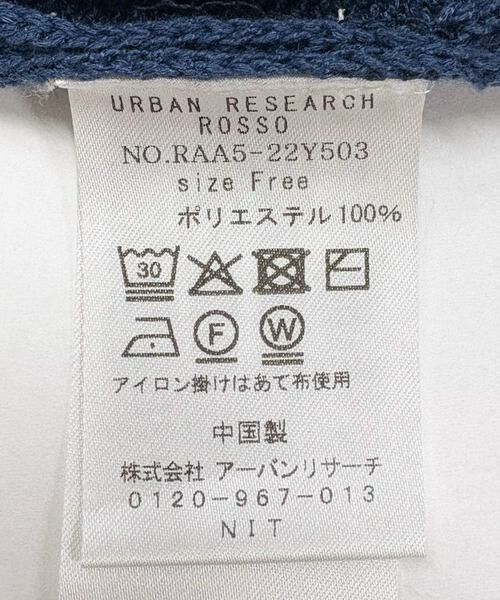 URBAN RESEARCH
ROSSO
NO.RAA5-22Y503
size Free
ポリエステル100%
30
F W
アイロン掛けはあて布使用
中国製
株式会社 アーバンリサーチ
0120-967-013
NIT